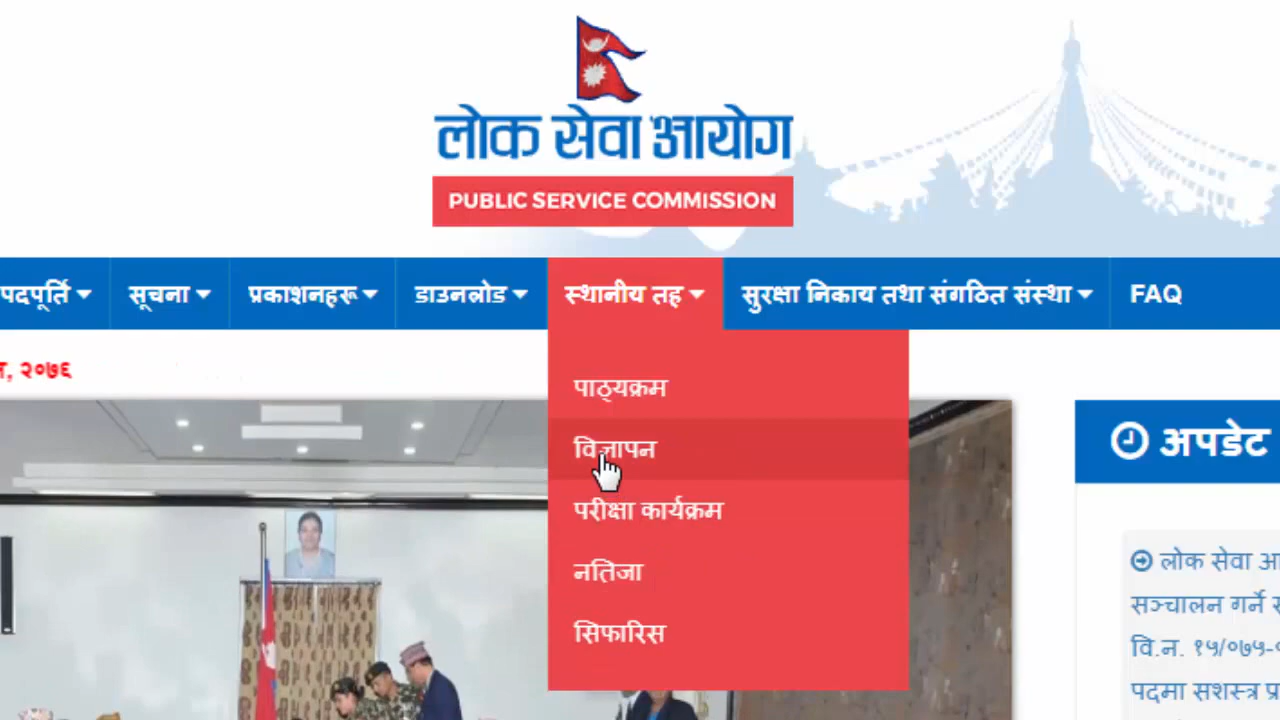 लोक सेवा आयोग
PUBLIC SERVICE COMMISSION
पदपूर्ति सूचना प्रकाशनहरू डाउनलोड स्थानीय तह सुरक्षा निकाय तथा संगठित संस्था FAQ
२०७६
पाठ्यक्रम
विज्ञापन
परीक्षा कार्यक्रम
नतिजा
सिफारिस
अपडेट
लोक सेवा
सञ्चालन गर्ने
वि.न. १५/०७५-
पदमा सशस्त्र